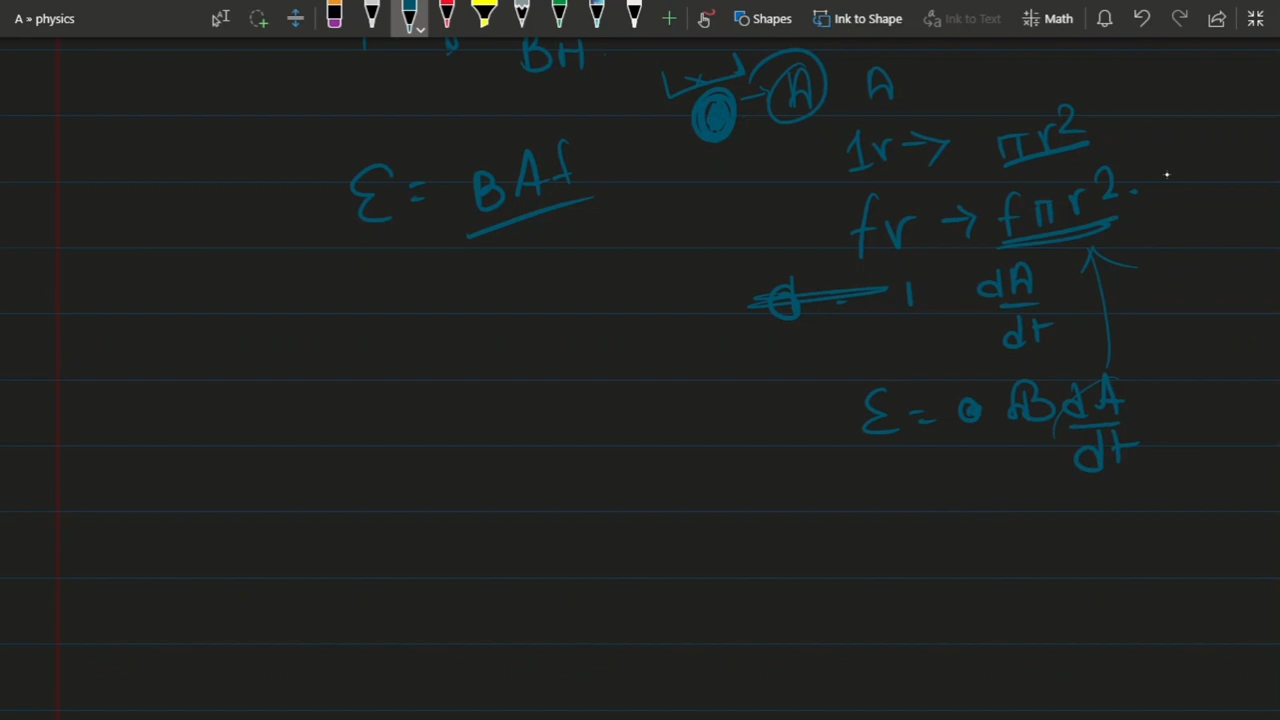 A » physics
Shapes
Ink to Shape
Ink to Text
Math
BH
A A
1r → πr²
ε = BAf
fr → fπr².
d 1 dA/dt
ε = B dA/dt